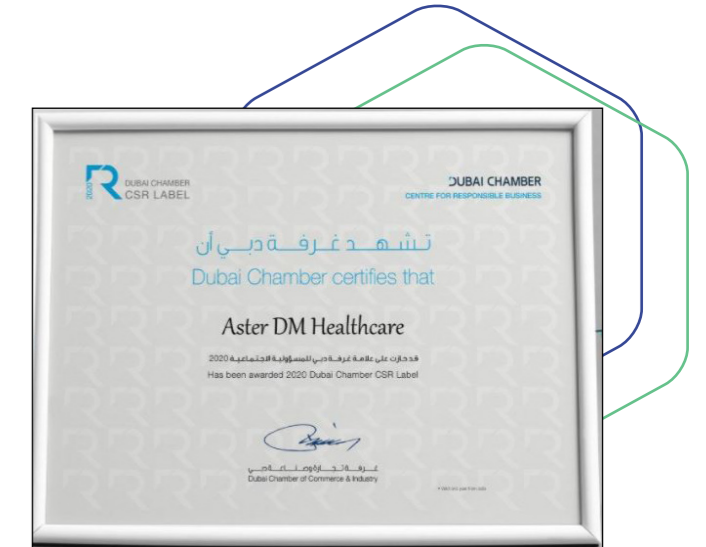 2020
DUBAI CHAMBER
CSR LABEL
DUBAI CHAMBER
CENTRE FOR RESPONSIBLE BUSINESS
تشهد غرفة دبي أن
Dubai Chamber certifies that
Aster DM Healthcare
قد حازت على علامة غرفة دبي للمسؤولية الاجتماعية 2020
Has been awarded 2020 Dubai Chamber CSR Label
غرفة تجارة وصناعة دبي
Dubai Chamber of Commerce & Industry